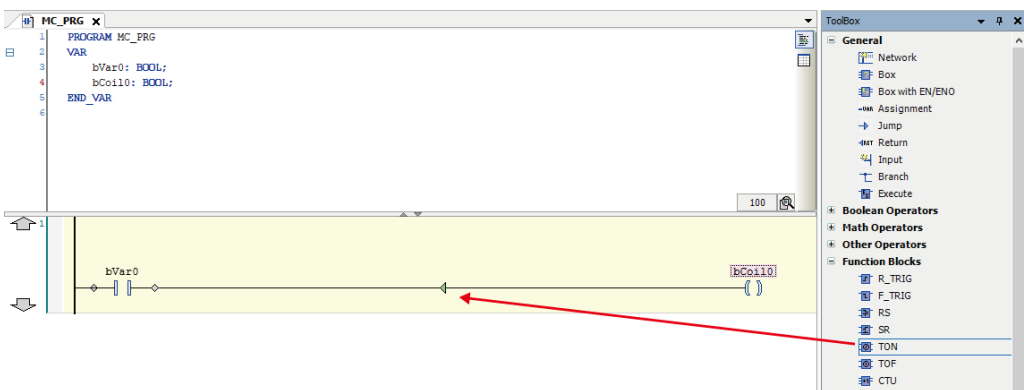 MC_PRG
1 PROGRAM MC_PRG
2 VAR
3 bVar0: BOOL;
4 bCoil0: BOOL;
5 END_VAR
6
100
1
bVar0
bCoil0
ToolBox
General
Network
Box
Box with EN/ENO
Assignment
Jump
Return
Input
Branch
Execute
Boolean Operators
Math Operators
Other Operators
Function Blocks
R_TRIG
F_TRIG
RS
SR
TON
TOF
CTU